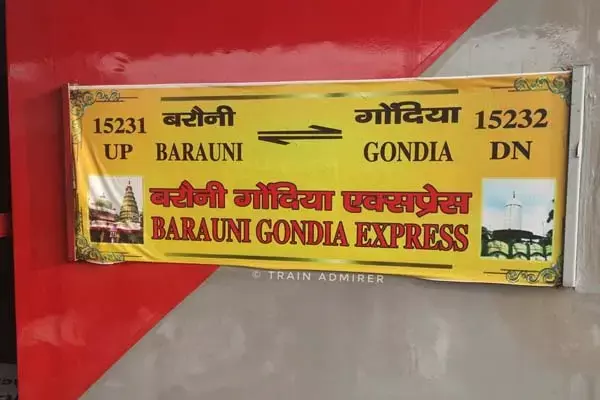 15231 बरौनी गोंदिया 15232
UP BARAUNI GONDIA DN
बरौनी गोंदिया एक्सप्रेस
BARAUNI GONDIA EXPRESS
© TRAIN ADMIRER